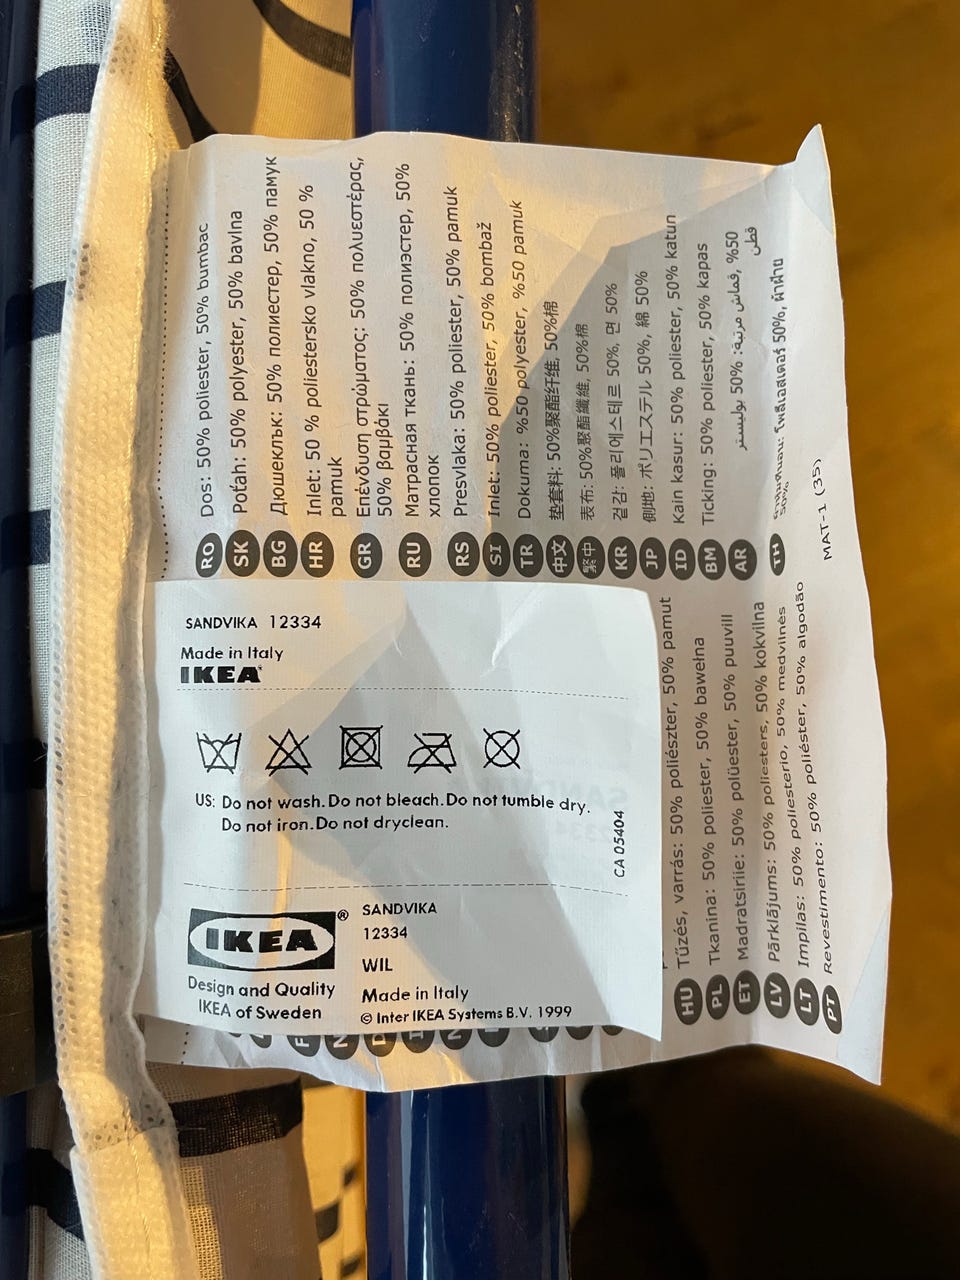 SANDVIKA 12334
Made in Italy
IKEA®
US: Do not wash. Do not bleach. Do not tumble dry.
Do not iron. Do not dryclean.
CA 05404
IKEA ®
Design and Quality
IKEA of Sweden
SANDVIKA
12334
WIL
Made in Italy
© Inter IKEA Systems B.V. 1999
HU Tűzés, varrás: 50% poliészter, 50% pamut
PL Tkanina: 50% poliester, 50% bawełna
ET Madratsiriie: 50% polüester, 50% puuvill
LV Pārklājums: 50% poliesters, 50% kokvilna
LT Impilas: 50% poliesterio, 50% medvilnės
PT Revestimento: 50% poliéster, 50% algodão
RO Dos: 50% poliester, 50% bumbac
SK Poťah: 50% polyester, 50% bavlna
BG Дюшеклък: 50% полиестер, 50% памук
HR Inlet: 50 % poliestersko vlakno, 50 %
pamuk
GR Επένδυση στρώματος: 50% πολυεστέρας,
50% βαμβάκι
RU Матрасная ткань: 50% полиэстер, 50%
хлопок
RS Presvlaka: 50% poliester, 50% pamuk
SI Inlet: 50% poliester, 50% bombaž
TR Dokuma: %50 polyester, %50 pamuk
中文 垫套料: 50%聚酯纤维, 50%棉
繁中 表布: 50%聚酯纖維, 50%棉
KR 겉감: 폴리에스테르 50%, 면 50%
JP 側地: ポリエステル 50%, 綿 50%
ID Kain kasur: 50% poliester, 50% katun
BM Ticking: 50% poliester, 50% kapas
AR قماش مرتبة: 50% بوليستر, 50%
قطن
TH ผ้าหุ้มที่นอน: โพลีเอสเตอร์ 50%, ผ้าฝ้าย
50%
MAT-1 (35)